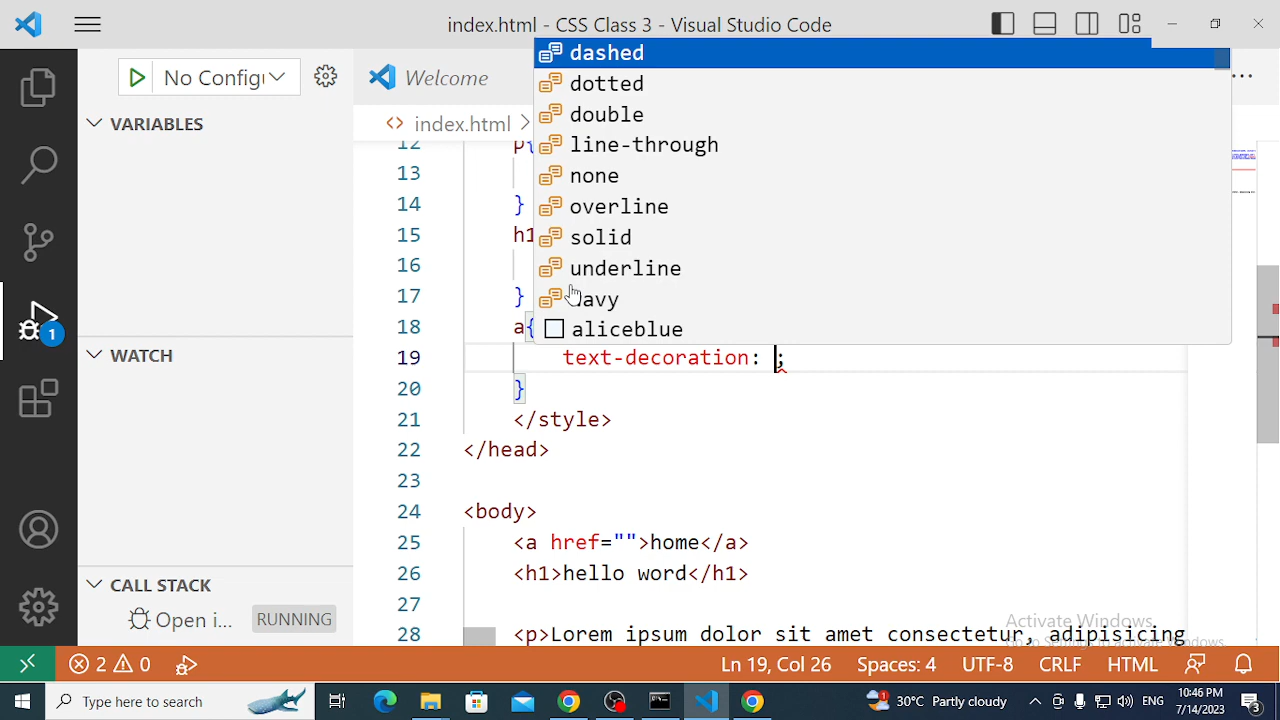 index.html - CSS Class 3 - Visual Studio Code
No Config
Welcome
VARIABLES
WATCH
CALL STACK
Open i...
RUNNING
1
index.html >
dashed
dotted
double
line-through
none
overline
solid
underline
aliceblue
12 p{
13
14 }
15 h1
16
17 }
18 a{
19 text-decoration: ;
20 }
21 </style>
22 </head>
23
24 <body>
25 <a href="">home</a>
26 <h1>hello word</h1>
27
28 <p>Lorem ipsum dolor sit amet consectetur, adipisicing
Activate Windows
2 0
Ln 19, Col 26
Spaces: 4
UTF-8
CRLF
HTML
Type here to search
30°C Partly cloudy
ENG
10:46 PM
7/14/2023
3